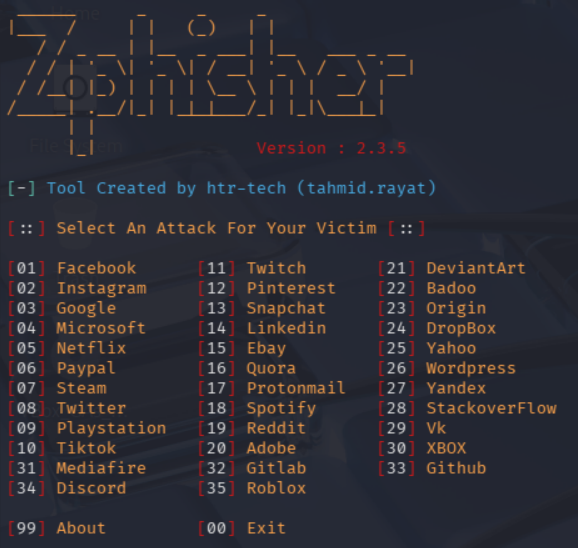 Home
Zphisher
File System
Version : 2.3.5
[-] Tool Created by htr-tech (tahmid.rayat)
[::] Select An Attack For Your Victim [::]
[01] Facebook [11] Twitch [21] DeviantArt
[02] Instagram [12] Pinterest [22] Badoo
[03] Google [13] Snapchat [23] Origin
[04] Microsoft [14] Linkedin [24] DropBox
[05] Netflix [15] Ebay [25] Yahoo
[06] Paypal [16] Quora [26] Wordpress
[07] Steam [17] Protonmail [27] Yandex
[08] Twitter [18] Spotify [28] StackoverFlow
[09] Playstation [19] Reddit [29] Vk
[10] Tiktok [20] Adobe [30] XBOX
[31] Mediafire [32] Gitlab [33] Github
[34] Discord [35] Roblox
[99] About [00] Exit